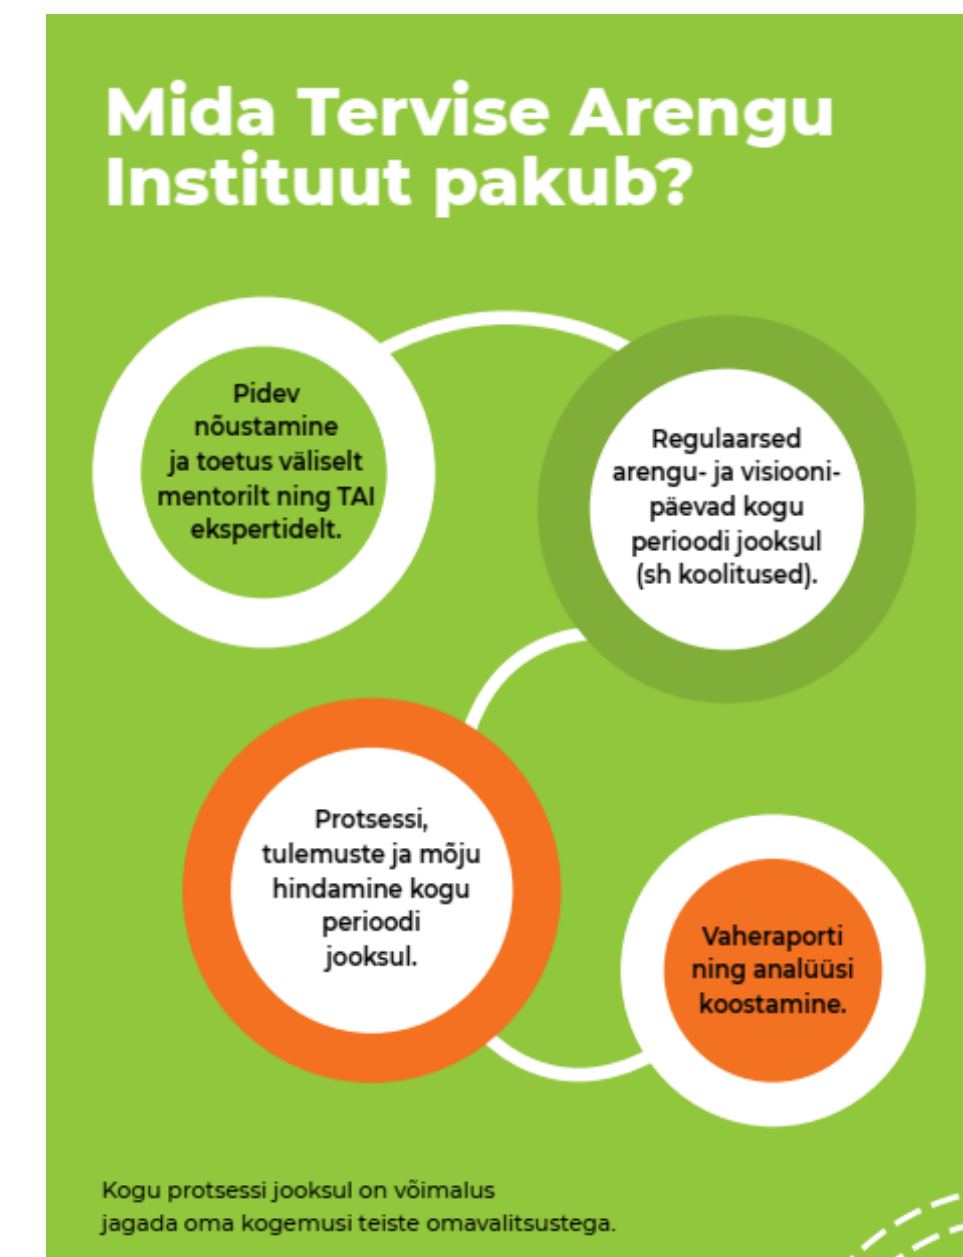 Mida Tervise Arengu
Instituut pakub?
Pidev
nõustamine
ja toetus väliselt
mentorilt ning TAI
ekspertidelt.
Regulaarsed
arengu- ja visiooni-
päevad kogu
perioodi jooksul
(sh koolitused).
Protsessi,
tulemuste ja mõju
hindamine kogu
perioodi
jooksul.
Vaheraporti
ning analüüsi
koostamine.
Kogu protsessi jooksul on võimalus
jagada oma kogemusi teiste omavalitsustega.